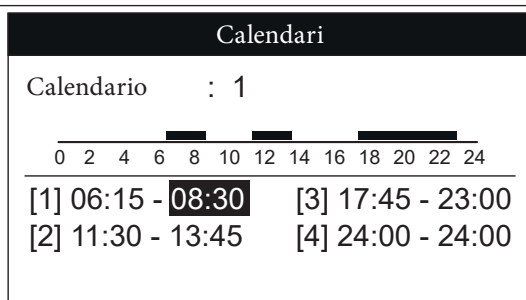 Calendari
Calendario : 1
0 2 4 6 8 10 12 14 16 18 20 22 24
[1] 06:15 - 08:30 [3] 17:45 - 23:00
[2] 11:30 - 13:45 [4] 24:00 - 24:00